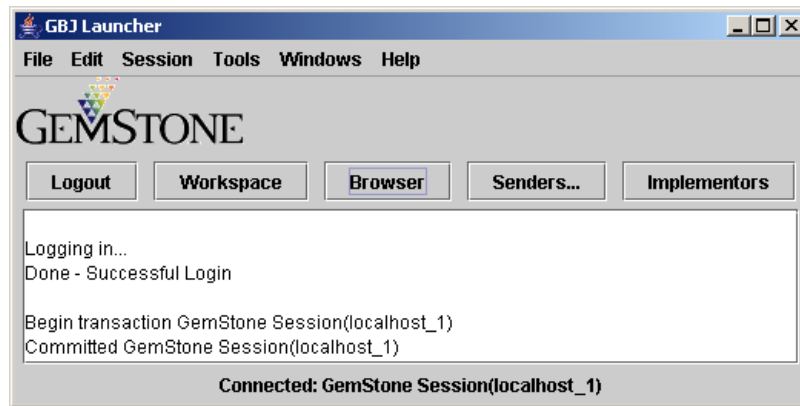 GBJ Launcher
File Edit Session Tools Windows Help
GEMSTONE
Logout Workspace Browser Senders... Implementors
Logging in...
Done - Successful Login
Begin transaction GemStone Session(localhost_1)
Committed GemStone Session(localhost_1)
Connected: GemStone Session(localhost_1)